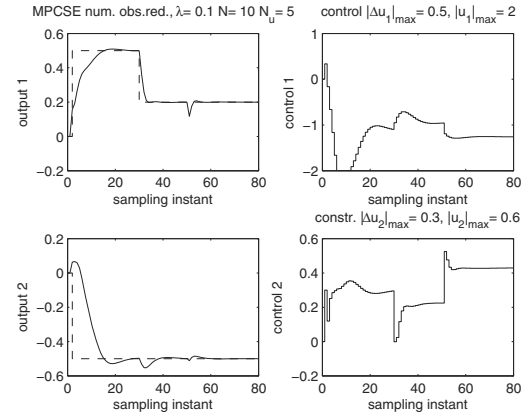 MPCSE num. obs.red., λ= 0.1 N= 10 N_u = 5
output 1
0.6
0.4
0.2
0
−0.2
0 20 40 60 80
sampling instant
control |Δu_1|_max = 0.5, |u_1|_max = 2
control 1
1
0
−1
−2
0 20 40 60 80
sampling instant
output 2
0.2
0
−0.2
−0.4
−0.6
0 20 40 60 80
sampling instant
constr. |Δu_2|_max = 0.3, |u_2|_max = 0.6
control 2
0.6
0.4
0.2
0
−0.2
0 20 40 60 80
sampling instant